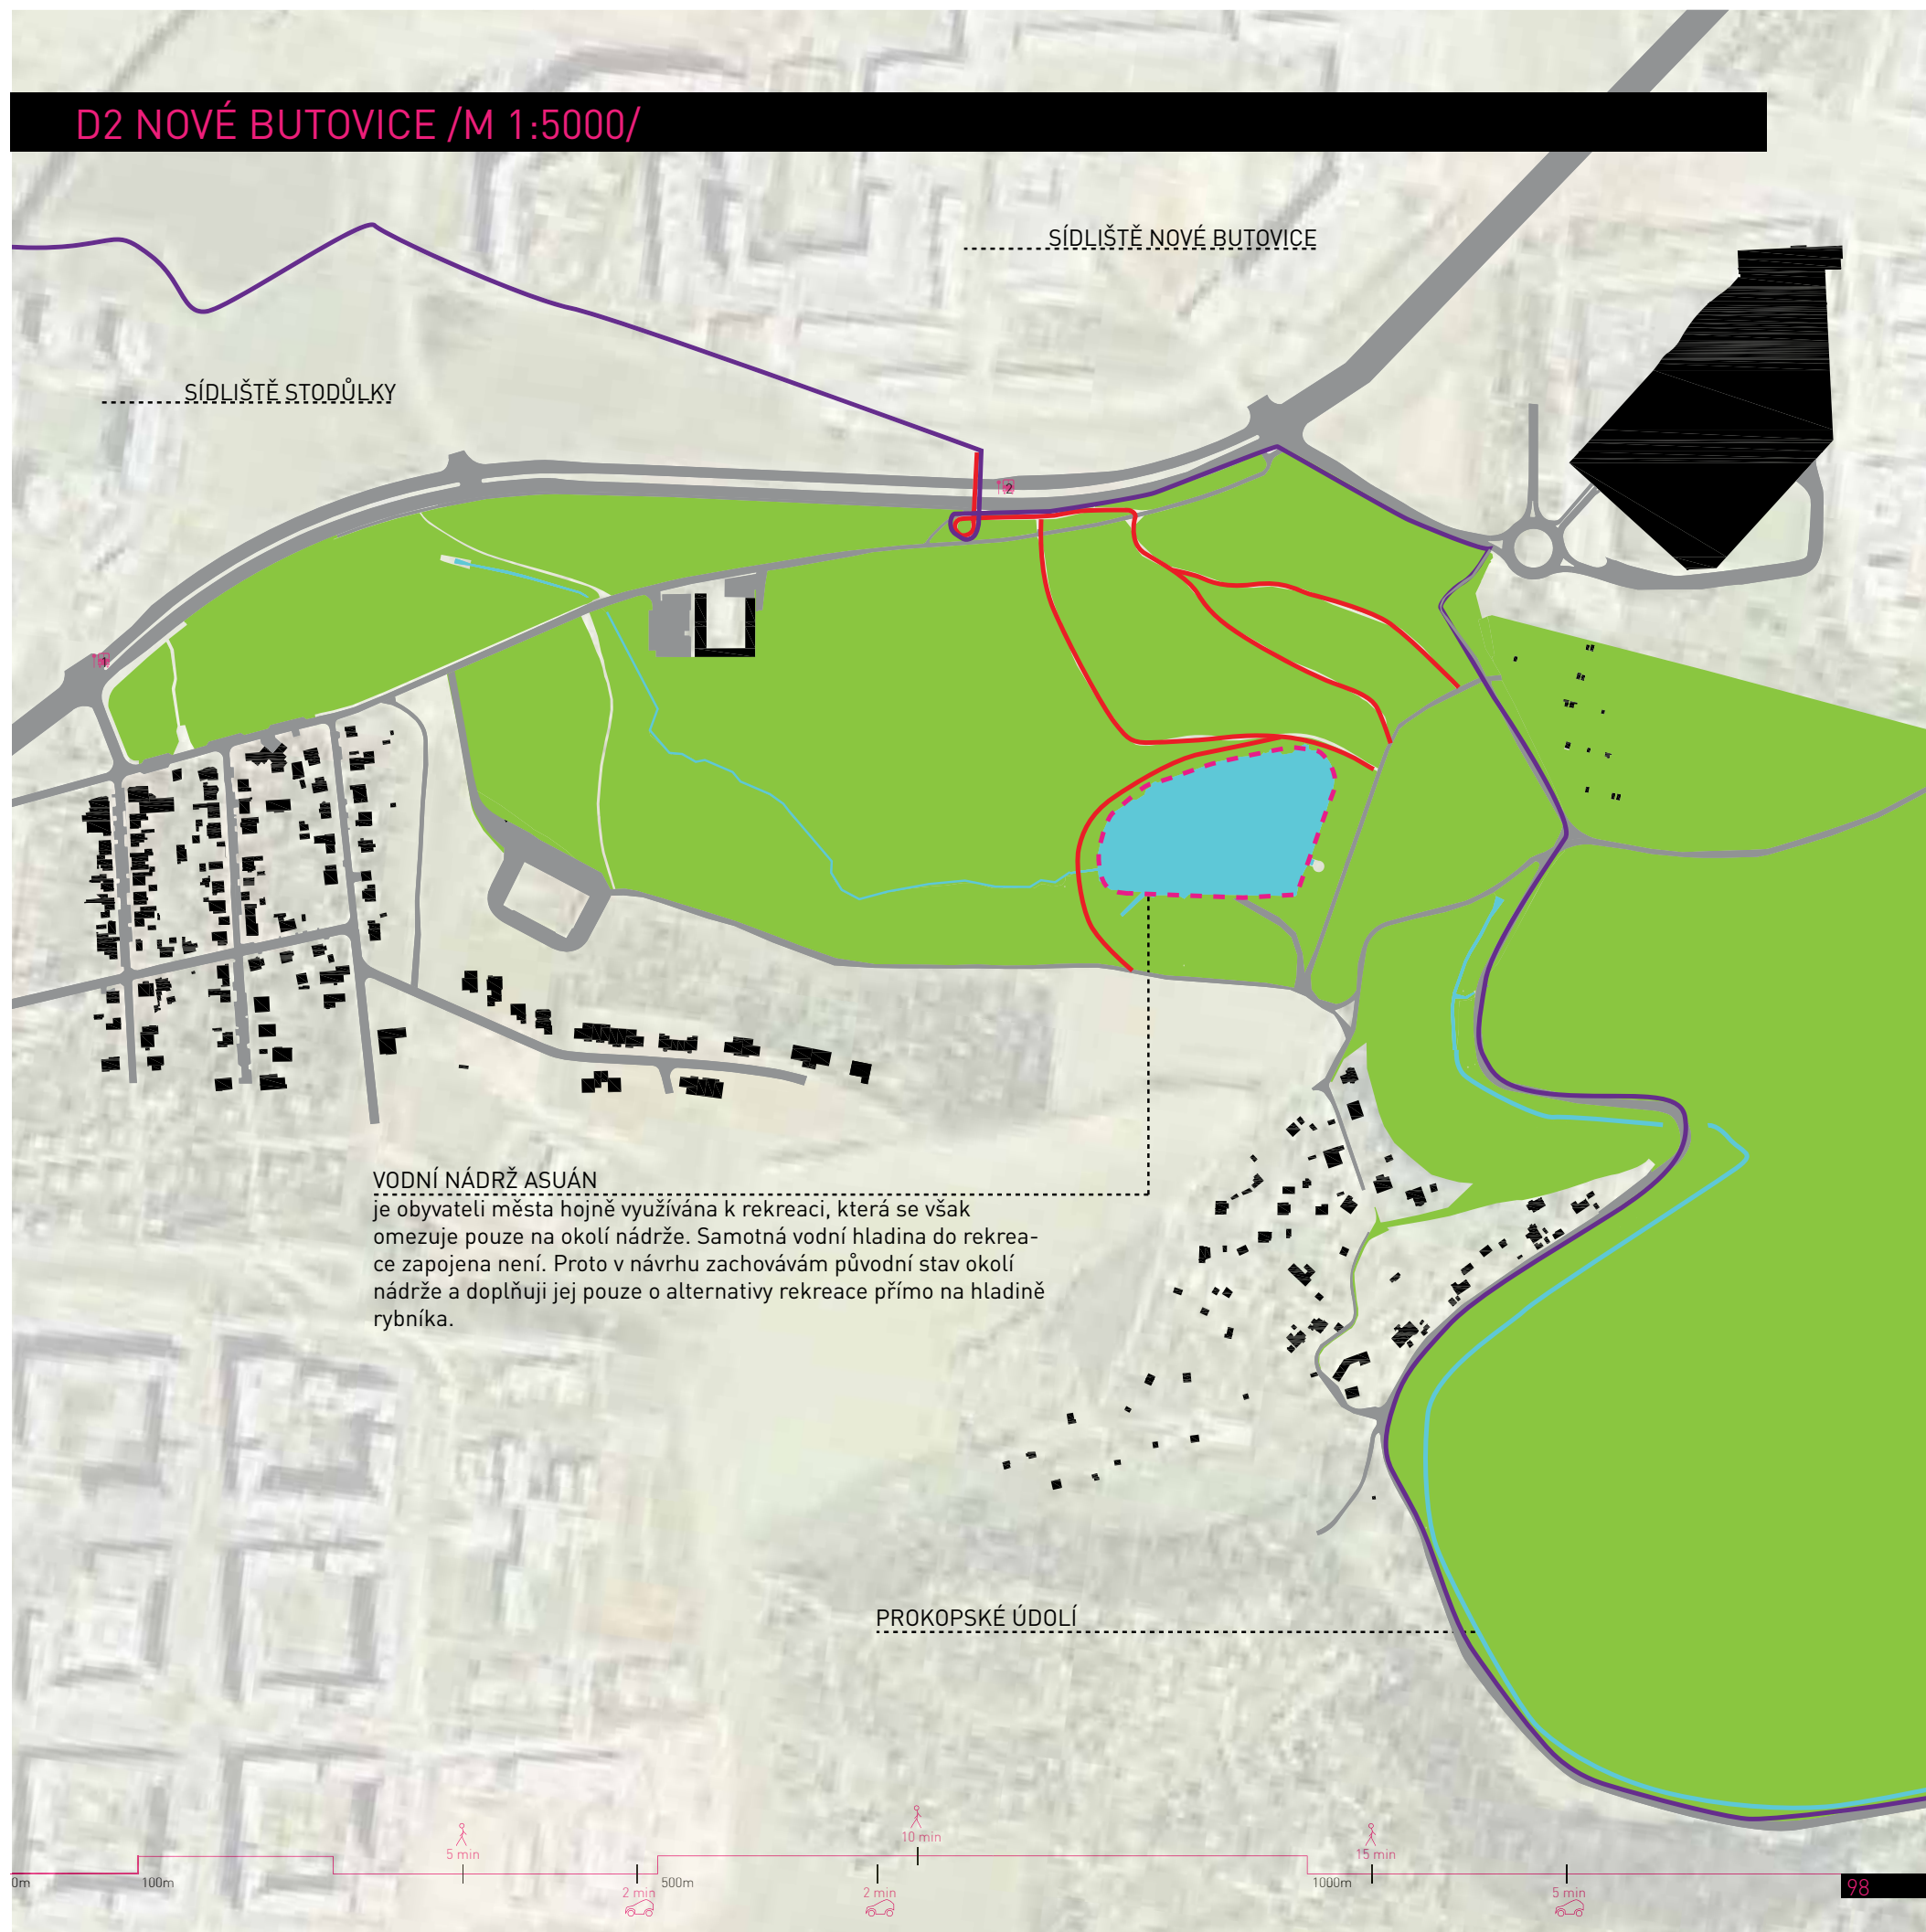 D2 NOVÉ BUTOVICE /M 1:5000/
SÍDLIŠTĚ NOVÉ BUTOVICE
SÍDLIŠTĚ STODŮLKY
2
1
VODNÍ NÁDRŽ ASUÁN
je obyvateli města hojně využívána k rekreaci, která se však
omezuje pouze na okolí nádrže. Samotná vodní hladina do rekrea-
ce zapojena není. Proto v návrhu zachovávám původní stav okolí
nádrže a doplňuji jej pouze o alternativy rekreace přímo na hladině
rybníka.
PROKOPSKÉ ÚDOLÍ
10 min
5 min
15 min
0m
100m
500m
1000m
2 min
2 min
5 min
98